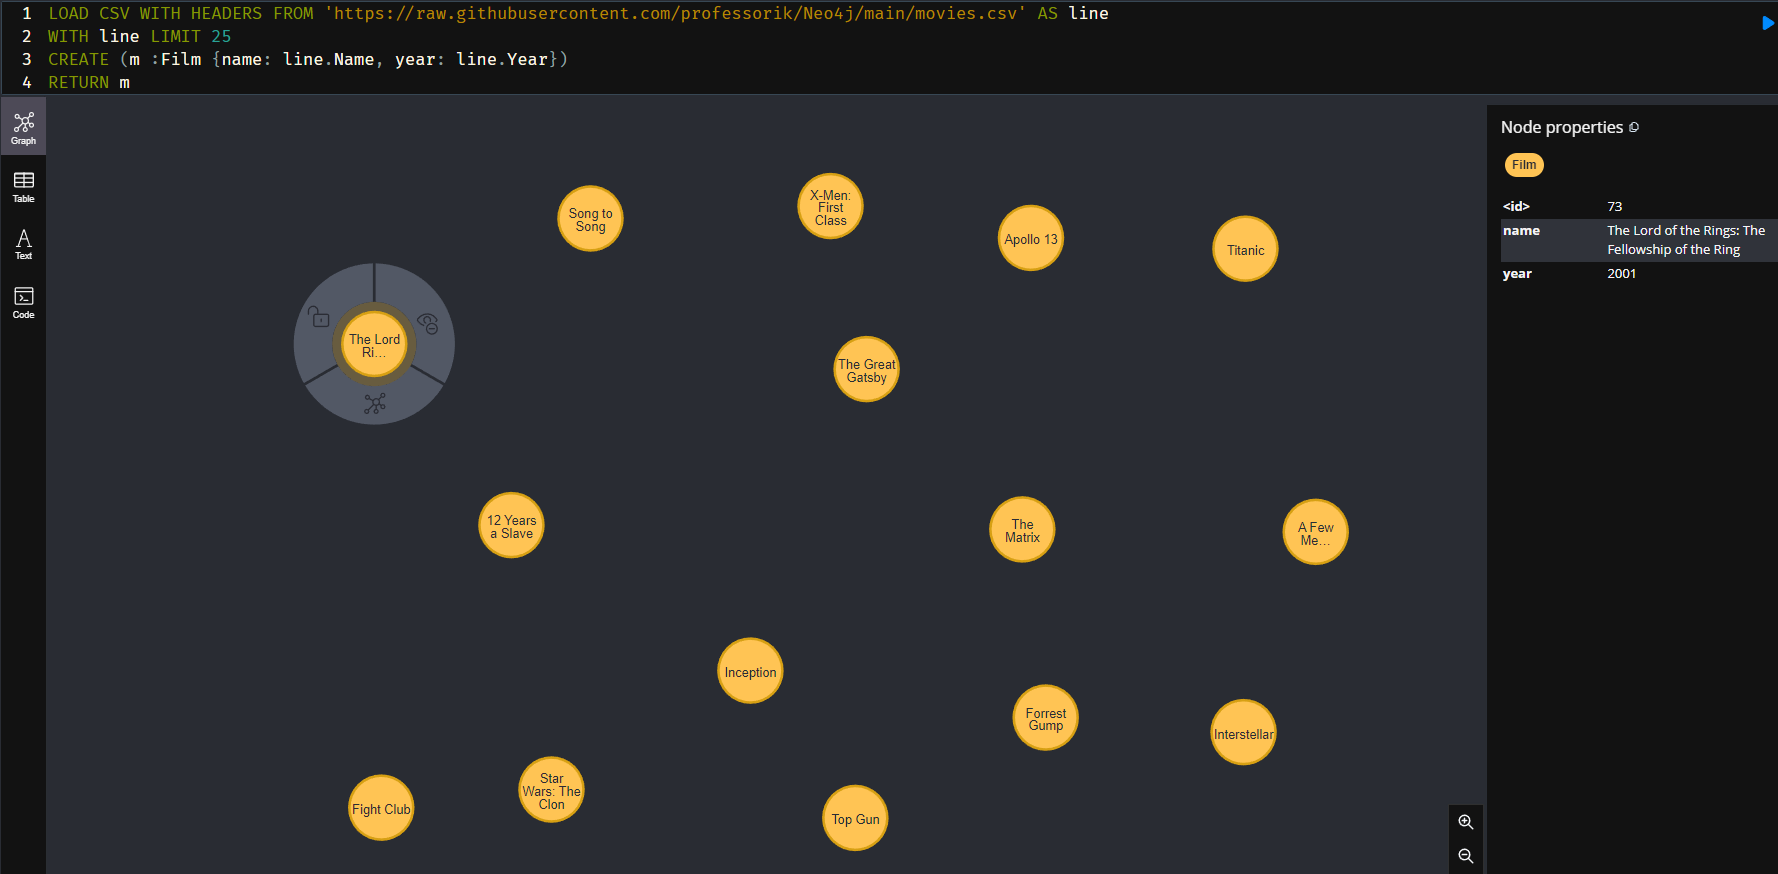 1 LOAD CSV WITH HEADERS FROM 'https://raw.githubusercontent.com/professorik/Neo4j/main/movies.csv' AS line
2 WITH line LIMIT 25
3 CREATE (m :Film {name: line.Name, year: line.Year})
4 RETURN m
Graph
Table
Text
Code
Song to
Song
X-Men:
First
Class
Apollo 13
Titanic
The Lord
Ri...
The Great
Gatsby
12 Years
a Slave
The
Matrix
A Few
Me...
Inception
Forrest
Gump
Interstellar
Fight Club
Star
Wars: The
Clon
Top Gun
Node properties
Film
<id> 73
name The Lord of the Rings: The
Fellowship of the Ring
year 2001